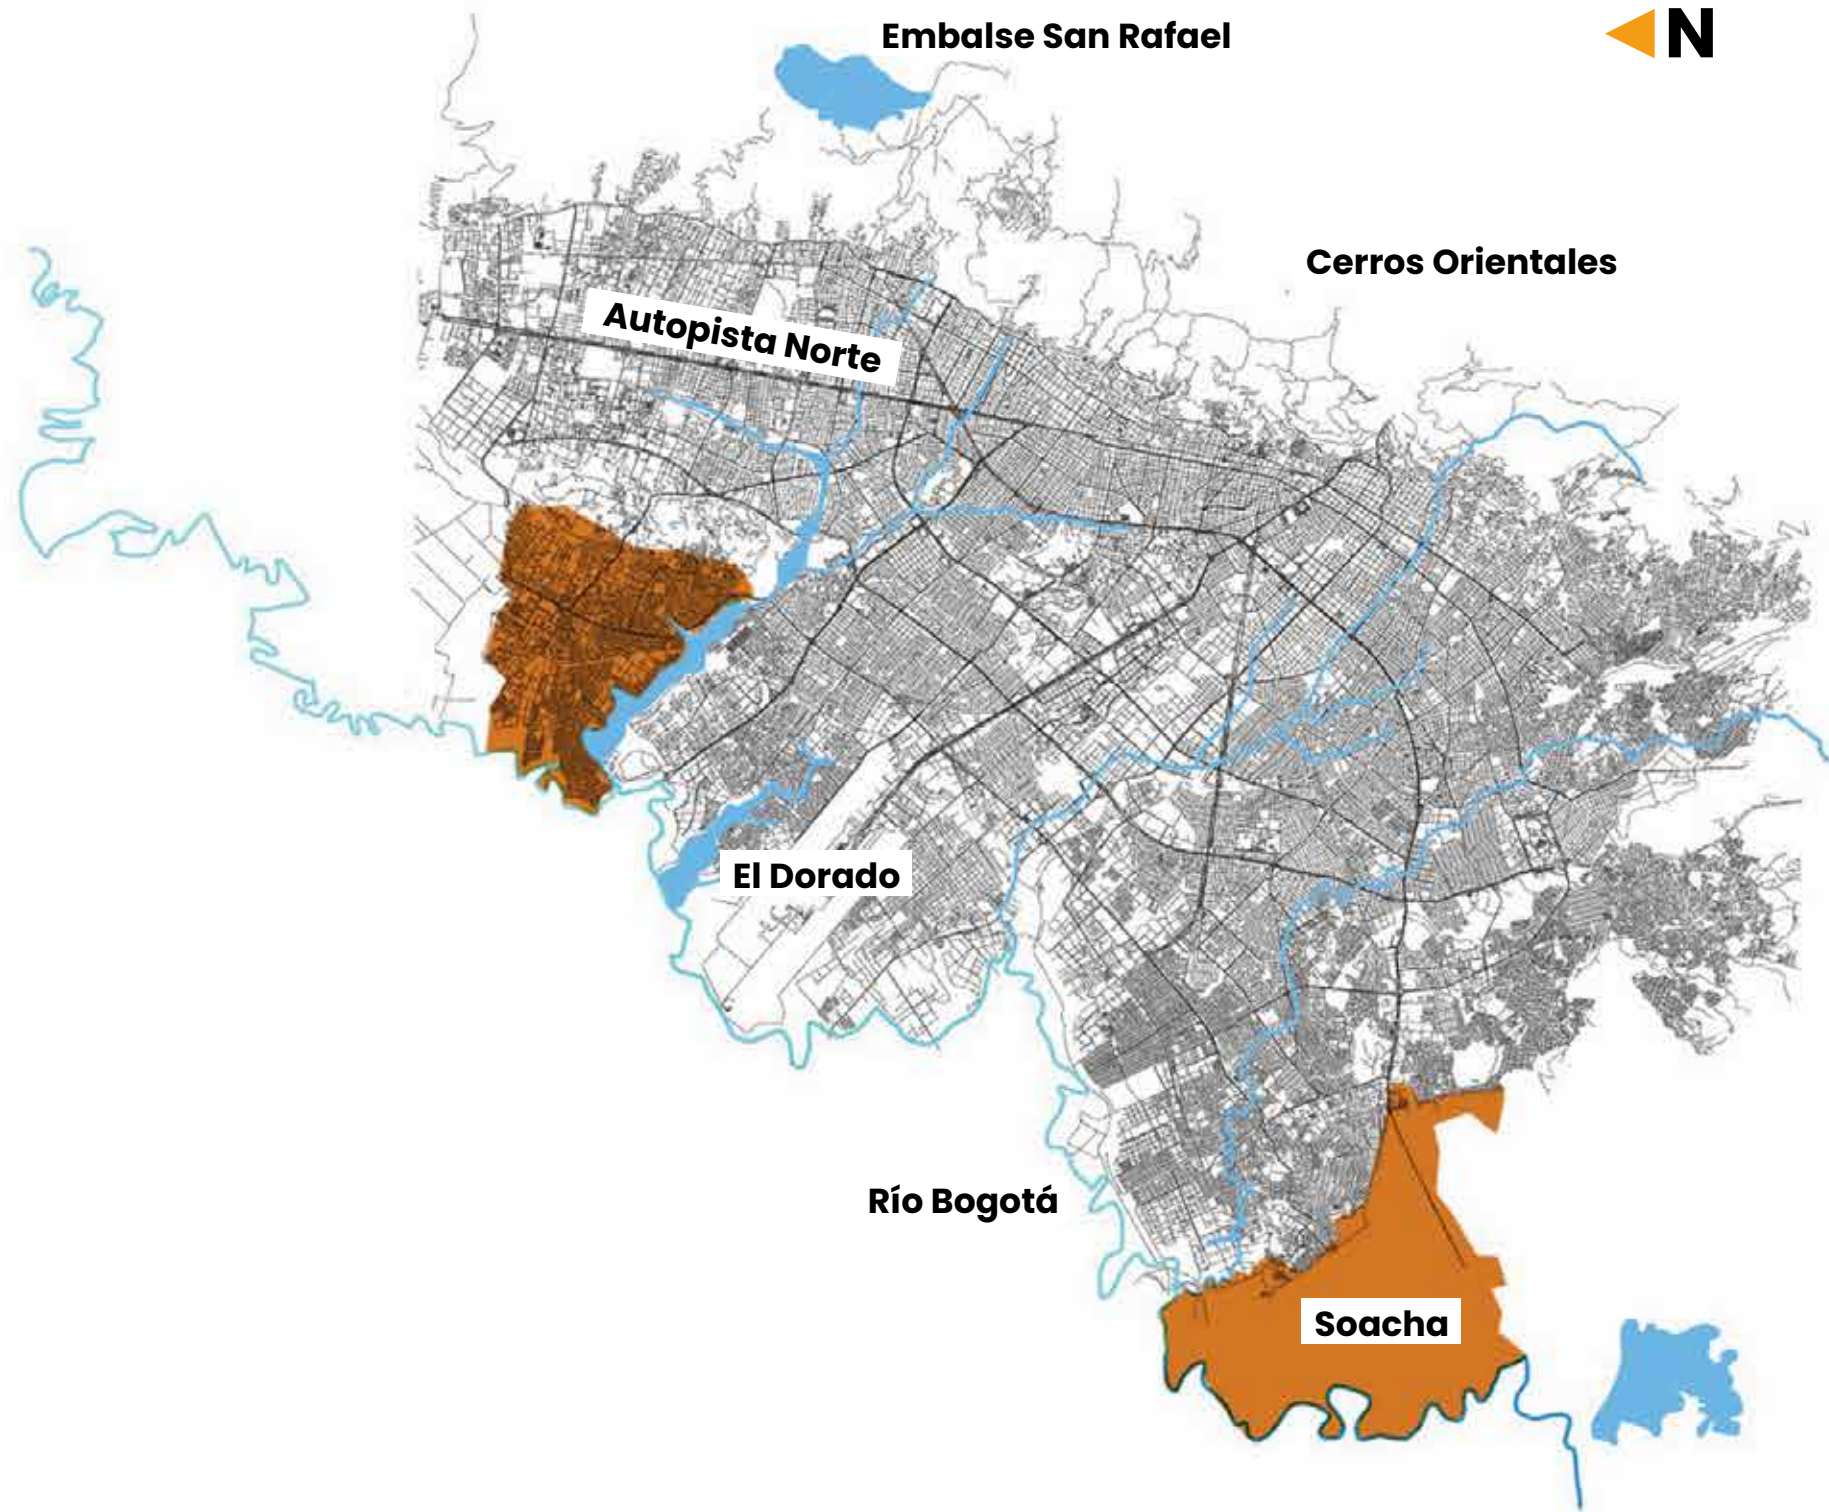 Embalse San Rafael
N
Cerros Orientales
Autopista Norte
El Dorado
Río Bogotá
Soacha